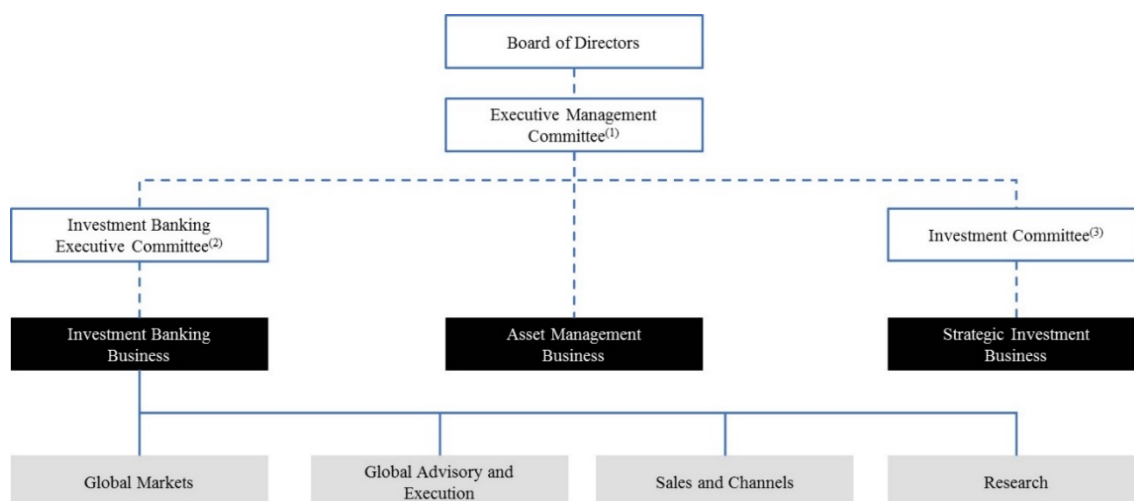 Board of Directors
Executive Management
Committee(1)
Investment Banking
Executive Committee(2)
Investment Committee(3)
Investment Banking
Business
Asset Management
Business
Strategic Investment
Business
Global Markets
Global Advisory and
Execution
Sales and Channels
Research